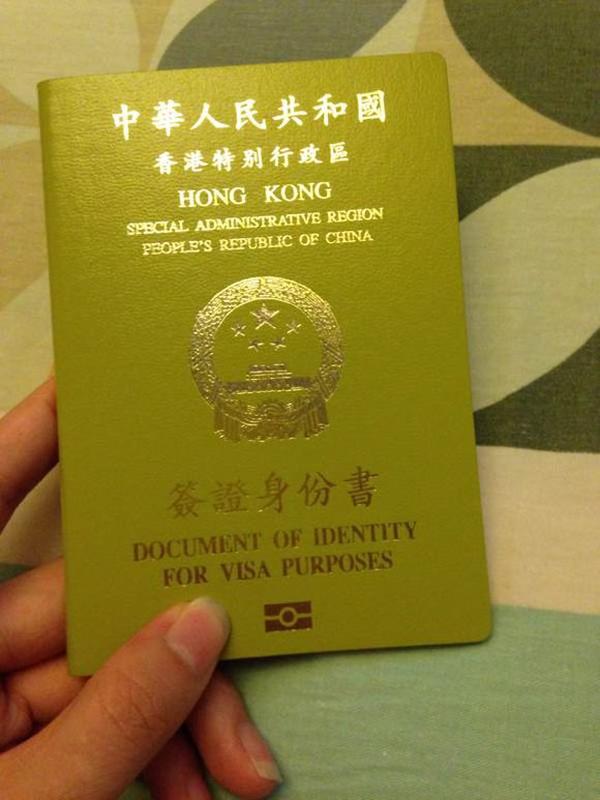 中華人民共和國
香港特別行政區
HONG KONG
SPECIAL ADMINISTRATIVE REGION
PEOPLE'S REPUBLIC OF CHINA
簽證身份書
DOCUMENT OF IDENTITY
FOR VISA PURPOSES